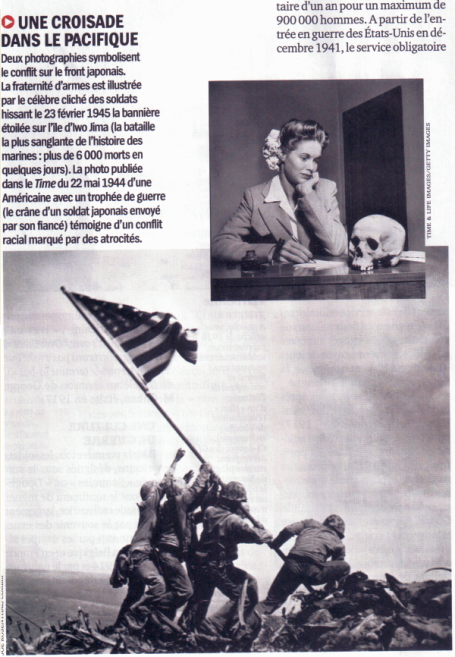 UNE CROISADE
DANS LE PACIFIQUE
Deux photographies symbolisent
le conflit sur le front japonais.
La fraternité d'armes est illustrée
par le célèbre cliché des soldats
hissant le 23 février 1945 la bannière
étoilée sur l'île d'Iwo Jima (la bataille
la plus sanglante de l'histoire des
marines : plus de 6 000 morts en
quelques jours). La photo publiée
dans le Time du 22 mai 1944 d'une
Américaine avec un trophée de guerre
(le crâne d'un soldat japonais envoyé
par son fiancé) témoigne d'un conflit
racial marqué par des atrocités.
taire d'un an pour un maximum de
900 000 hommes. A partir de l'en-
trée en guerre des États-Unis en dé-
cembre 1941, le service obligatoire
TIME & LIFE IMAGES/GETTY IMAGES